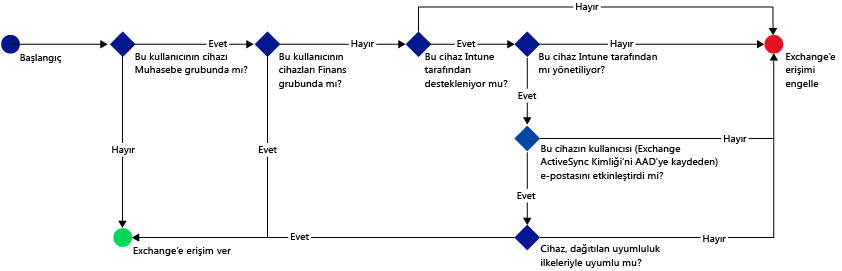 Hayır
Evet
Hayır
Evet
Hayır
Başlangıç
Bu kullanıcının cihazı
Muhasebe grubunda mı?
Bu kullanıcının
cihazları Finans
grubunda mı?
Bu cihaz Intune
tarafından
destekleniyor mu?
Bu cihaz Intune tarafından
mı yönetiliyor?
Exchange'e
erişimi
engelle
Evet
Hayır
Hayır
Evet
Bu cihazın kullanıcısı (Exchange
ActiveSync Kimliği'ni AAD'ye kaydeden)
e-postasını etkinleştirdi mi?
Evet
Evet
Hayır
Exchange'e erişim ver
Cihaz, dağıtılan uyumluluk
ilkeleriyle uyumlu mu?